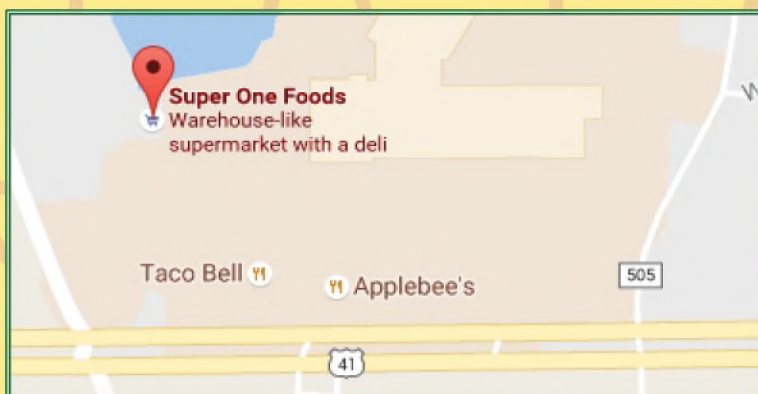 Super One Foods
Warehouse-like
supermarket with a deli
Taco Bell
Applebee's
505
41